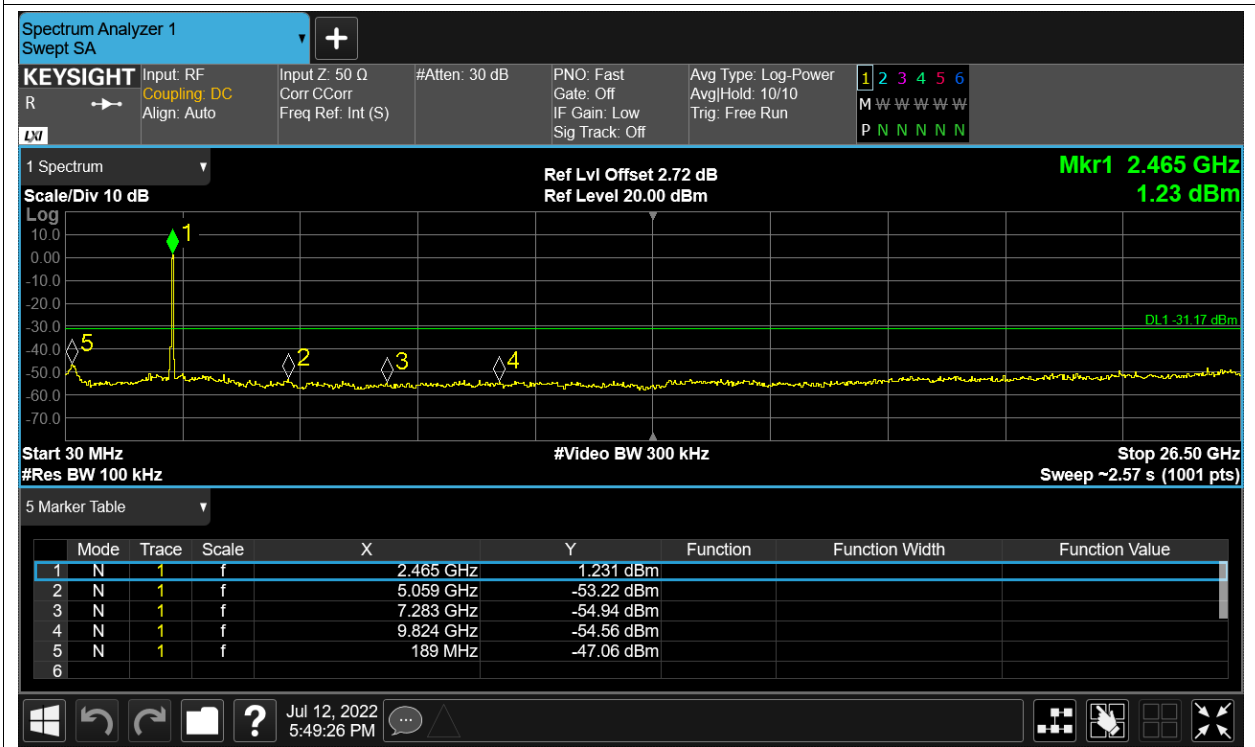 Spectrum Analyzer 1
Swept SA
+
KEYSIGHT Input: RF Input Z: 50 Ω #Atten: 30 dB PNO: Fast Avg Type: Log-Power 1 2 3 4 5 6
R Coupling: DC Corr CCorr Gate: Off Avg|Hold: 10/10 M W W W W W
Align: Auto Freq Ref: Int (S) IF Gain: Low Trig: Free Run
LXI Sig Track: Off P N N N N N
1 Spectrum Ref Lvl Offset 2.72 dB Mkr1 2.465 GHz
Scale/Div 10 dB Ref Level 20.00 dBm 1.23 dBm
Log
10.0 1
0.00
-10.0
-20.0
-30.0 DL1 -31.17 dBm
-40.0 5 2 3 4
-50.0
-60.0
-70.0
Start 30 MHz #Video BW 300 kHz Stop 26.50 GHz
#Res BW 100 kHz Sweep ~2.57 s (1001 pts)
5 Marker Table
Mode Trace Scale X Y Function Function Width Function Value
1 N 1 f 2.465 GHz 1.231 dBm
2 N 1 f 5.059 GHz -53.22 dBm
3 N 1 f 7.283 GHz -54.94 dBm
4 N 1 f 9.824 GHz -54.56 dBm
5 N 1 f 189 MHz -47.06 dBm
6
? Jul 12, 2022
5:49:26 PM